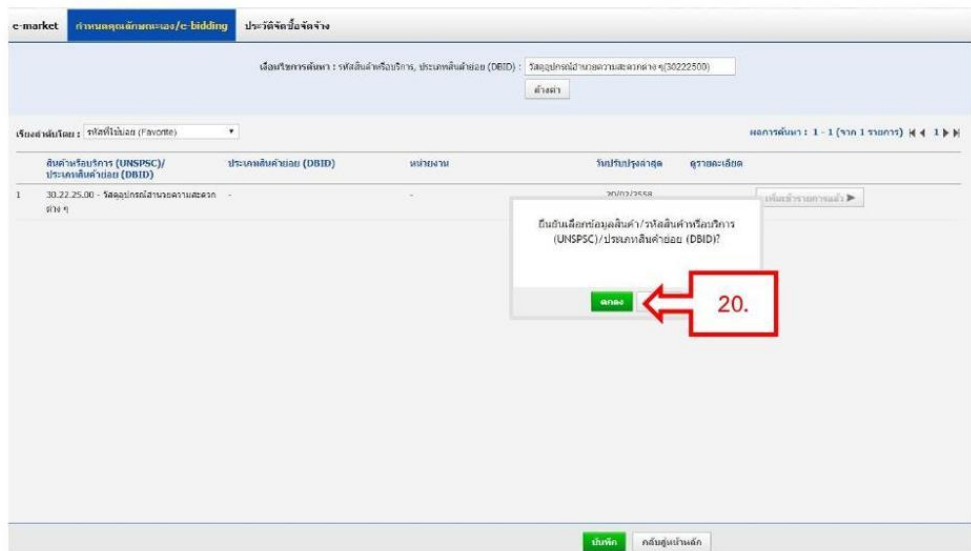 e-market กำหนดคุณลักษณะเอง/e-bidding ประวัติจัดซื้อจัดจ้าง
เงื่อนไขการค้นหา : รหัสสินค้าหรือบริการ, ประเภทสินค้าย่อย (DBID) : วัสดุอุปกรณ์อำนวยความสะดวกต่าง ๆ(30222500)
ล้างค่า
เรียงลำดับโดย : รหัสที่ใช้บ่อย (Favorite) ผลการค้นหา : 1 - 1 (จาก 1 รายการ) 1
สินค้าหรือบริการ (UNSPSC)/ ประเภทสินค้าย่อย (DBID) หน่วยงาน วันปรับปรุงล่าสุด ดูรายละเอียด
ประเภทสินค้าย่อย (DBID)
1 30.22.25.00 - วัสดุอุปกรณ์อำนวยความสะดวก - - 20/02/2558 เพิ่มเข้ารายการแล้ว
ต่าง ๆ
ยืนยันเลือกข้อมูลสินค้า/รหัสสินค้าหรือบริการ
(UNSPSC)/ประเภทสินค้าย่อย (DBID)?
ตกลง 20.
บันทึก กลับสู่หน้าหลัก